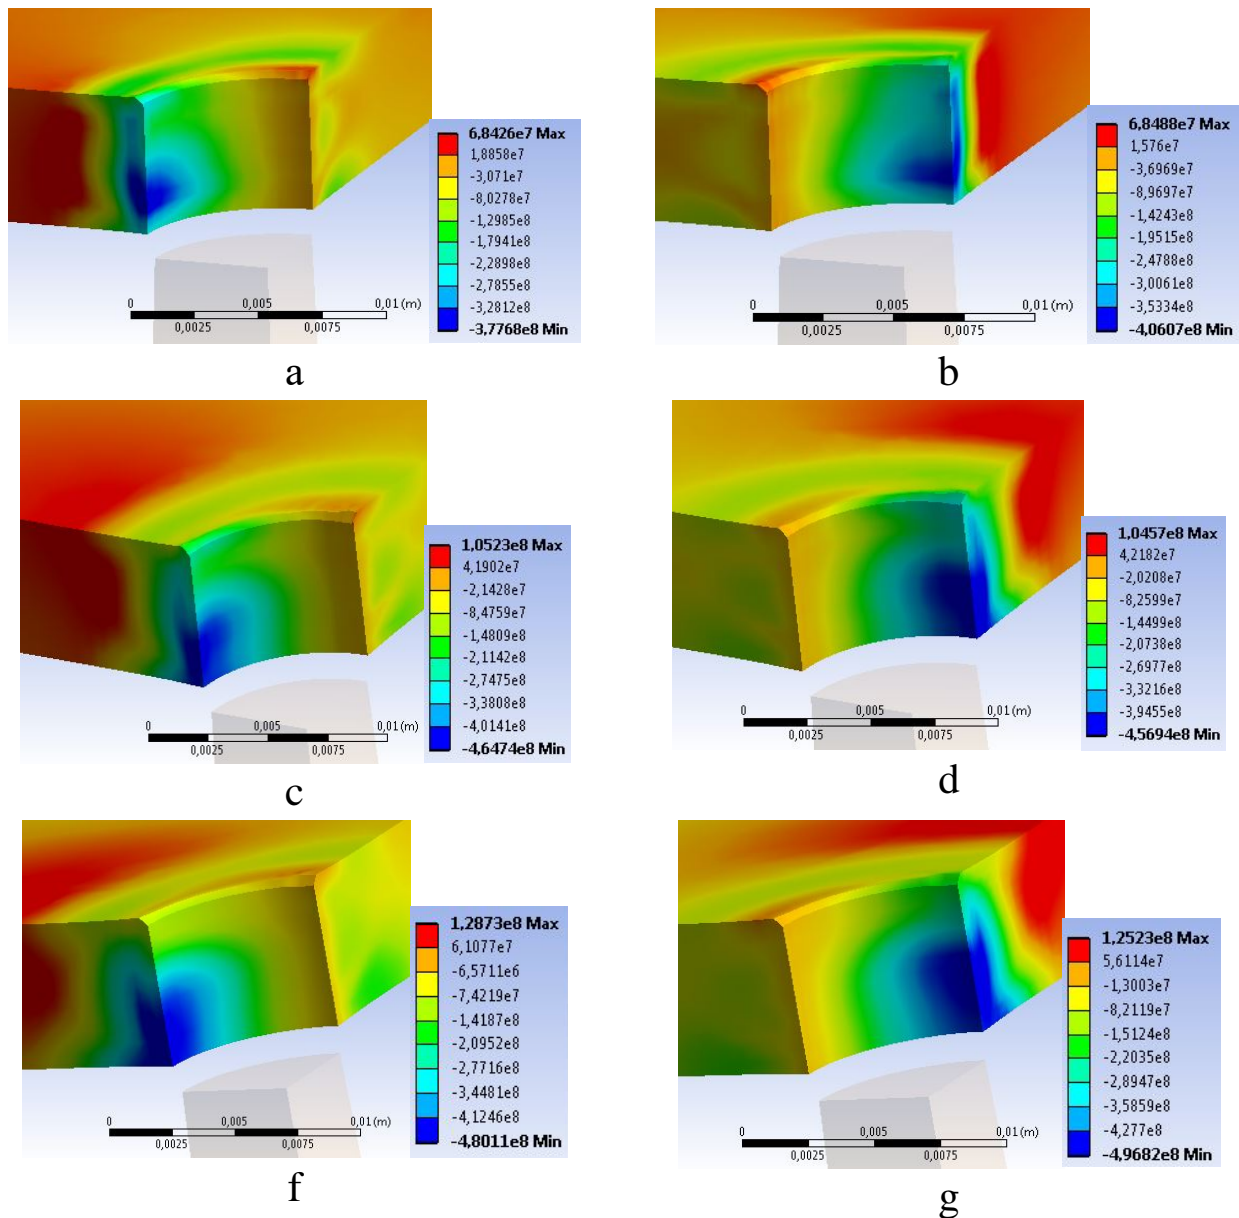 6,8426e7 Max
1,8858e7
-3,071e7
-8,0278e7
-1,2985e8
-1,7941e8
-2,2898e8
-2,7855e8
-3,2812e8
-3,7768e8 Min
0 0,005 0,01 (m)
0,0025 0,0075
a
6,8488e7 Max
1,576e7
-3,6969e7
-8,9697e7
-1,4243e8
-1,9515e8
-2,4788e8
-3,0061e8
-3,5334e8
-4,0607e8 Min
0 0,005 0,01 (m)
0,0025 0,0075
b
1,0523e8 Max
4,1902e7
-2,1428e7
-8,4759e7
-1,4809e8
-2,1142e8
-2,7475e8
-3,3808e8
-4,0141e8
-4,6474e8 Min
0 0,005 0,01 (m)
0,0025 0,0075
c
1,0457e8 Max
4,2182e7
-2,0208e7
-8,2599e7
-1,4499e8
-2,0738e8
-2,6977e8
-3,3216e8
-3,9455e8
-4,5694e8 Min
0 0,005 0,01 (m)
0,0025 0,0075
d
1,2873e8 Max
6,1077e7
-6,5711e6
-7,4219e7
-1,4187e8
-2,0952e8
-2,7716e8
-3,4481e8
-4,1246e8
-4,8011e8 Min
0 0,005 0,01 (m)
0,0025 0,0075
f
1,2523e8 Max
5,6114e7
-1,3003e7
-8,2119e7
-1,5124e8
-2,2035e8
-2,8947e8
-3,5859e8
-4,277e8
-4,9682e8 Min
0 0,005 0,01 (m)
0,0025 0,0075
g